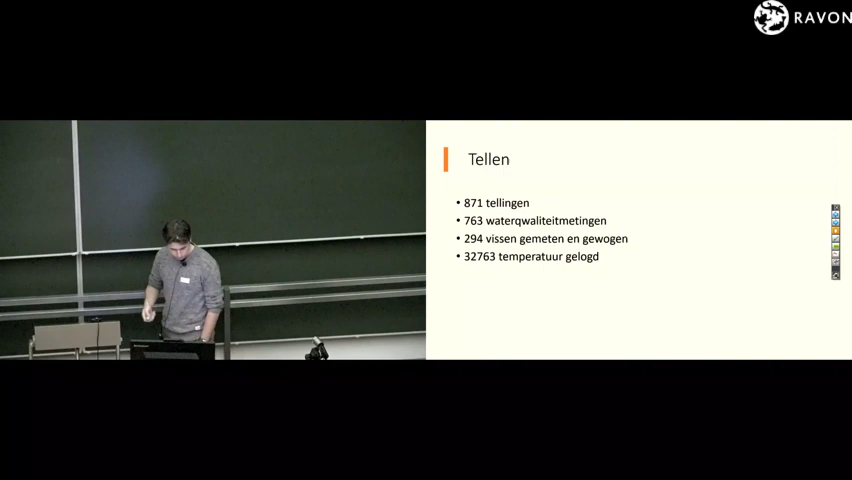 RAVON
Tellen
• 871 tellingen
• 763 waterqwaliteitmetingen
• 294 vissen gemeten en gewogen
• 32763 temperatuur gelogd